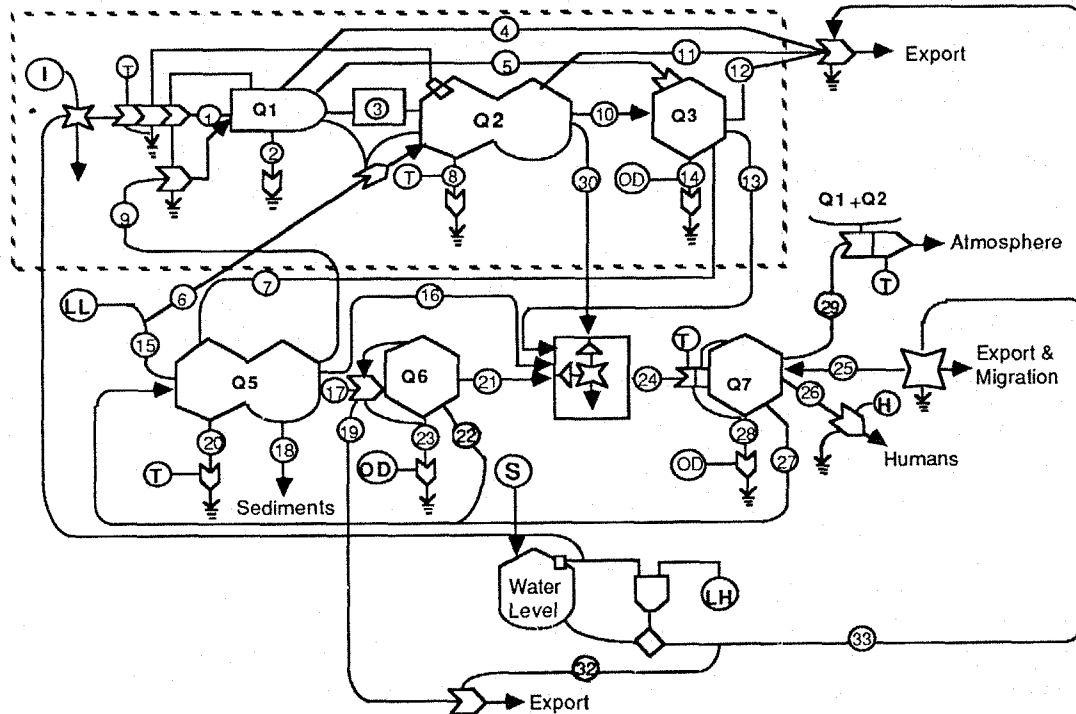 4
I
T
5
11
12
Export
1
Q1
3
Q2
10
Q3
2
T
8
30
OD
14
13
9
Q1+Q2
Atmosphere
LL
6
7
16
T
29
T
15
Q5
Q6
21
24
Q7
25
Export &
Migration
17
26
H
20
18
19
23
22
28
27
T
OD
S
OD
Humans
Sediments
Water
Level
LH
33
32
Export